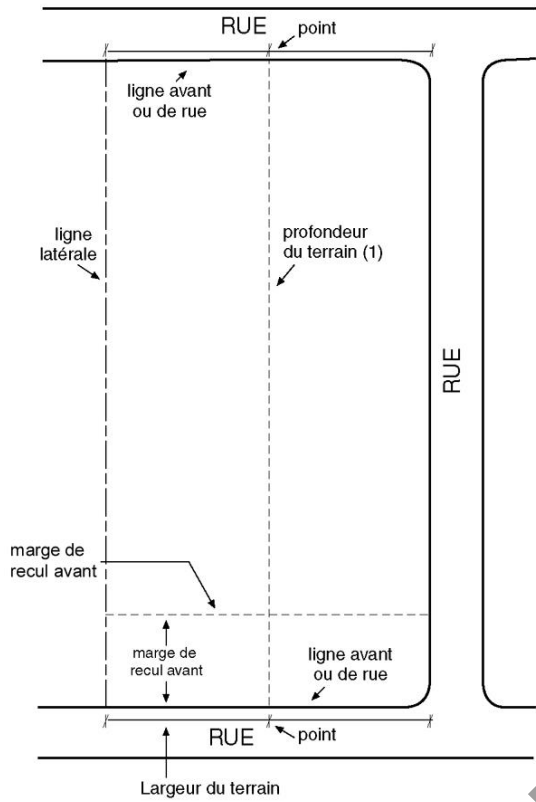 RUE
point
ligne avant
ou de rue
ligne
latérale
profondeur
du terrain (1)
RUE
marge de
recul avant
marge de
recul avant
ligne avant
ou de rue
RUE
point
Largeur du terrain